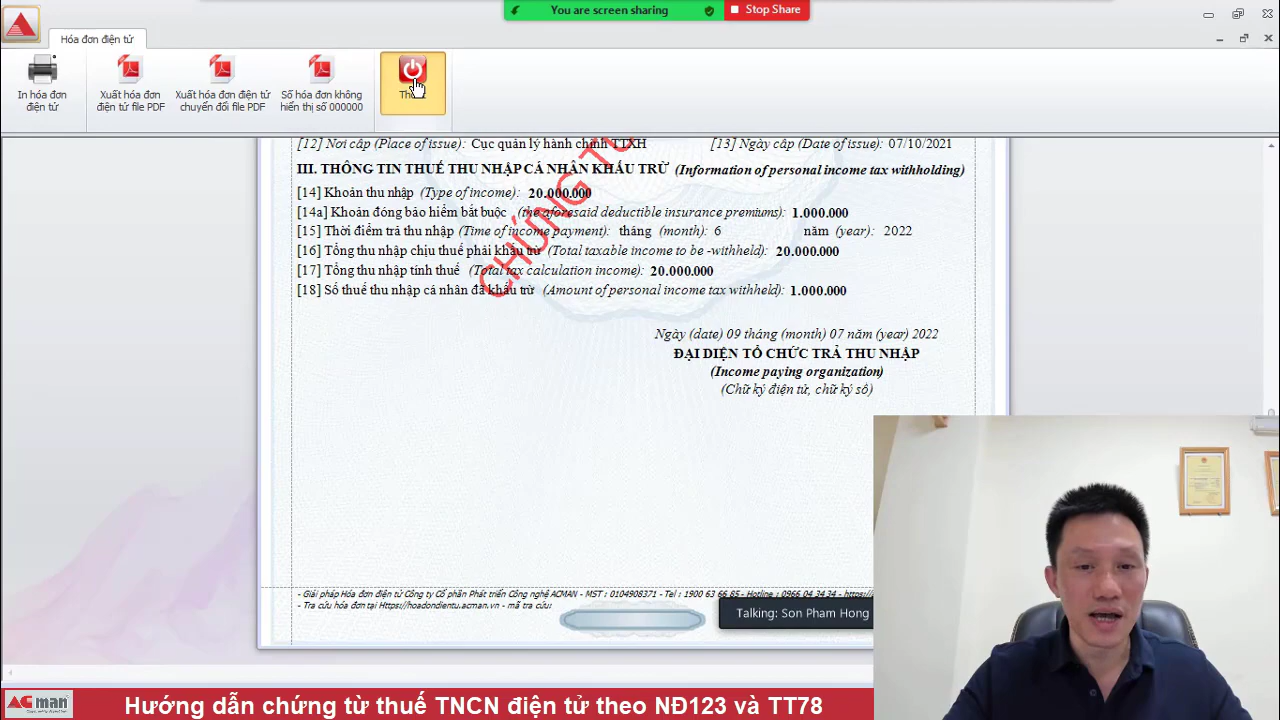 You are screen sharing
Stop Share
Hóa đơn điện tử
In hóa đơn
điện tử
Xuất hóa đơn
điện tử file PDF
Xuất hóa đơn điện tử
chuyển đổi file PDF
Số hóa đơn không
hiển thị số 000000
[12] Nơi cấp (Place of issue): Cục quản lý hành chính TTXH [13] Ngày cấp (Date of issue): 07/10/2021
III. THÔNG TIN THUẾ THU NHẬP CÁ NHÂN KHẤU TRỪ (Information of personal income tax withholding)
[14] Khoản thu nhập (Type of income): 20.000.000
[14a] Khoản đóng bảo hiểm bắt buộc (the aforesaid deductible insurance premiums): 1.000.000
[15] Thời điểm trả thu nhập (Time of income payment): tháng (month): 6 năm (year): 2022
[16] Tổng thu nhập chịu thuế phải khấu trừ (Total taxable income to be -withheld): 20.000.000
[17] Tổng thu nhập tính thuế (Total tax calculation income): 20.000.000
[18] Số thuế thu nhập cá nhân đã khấu trừ (Amount of personal income tax withheld): 1.000.000
CHỨNG TỪ
Ngày (date) 09 tháng (month) 07 năm (year) 2022
ĐẠI DIỆN TỔ CHỨC TRẢ THU NHẬP
(Income paying organization)
(Chữ ký điện tử, chữ ký số)
- Giải pháp Hóa đơn điện tử Công ty Cổ phần Phát triển Công nghệ ACMAN - MST : 0104908371 - Tel : 1900 63 66 85 - Hotline : 0966 04 34 34 - https://
- Tra cứu hóa đơn tại Https://hoadondientu.acman.vn - mã tra cứu:
Talking: Son Pham Hong
ACman
Hướng dẫn chứng từ thuế TNCN điện tử theo NĐ123 và TT78